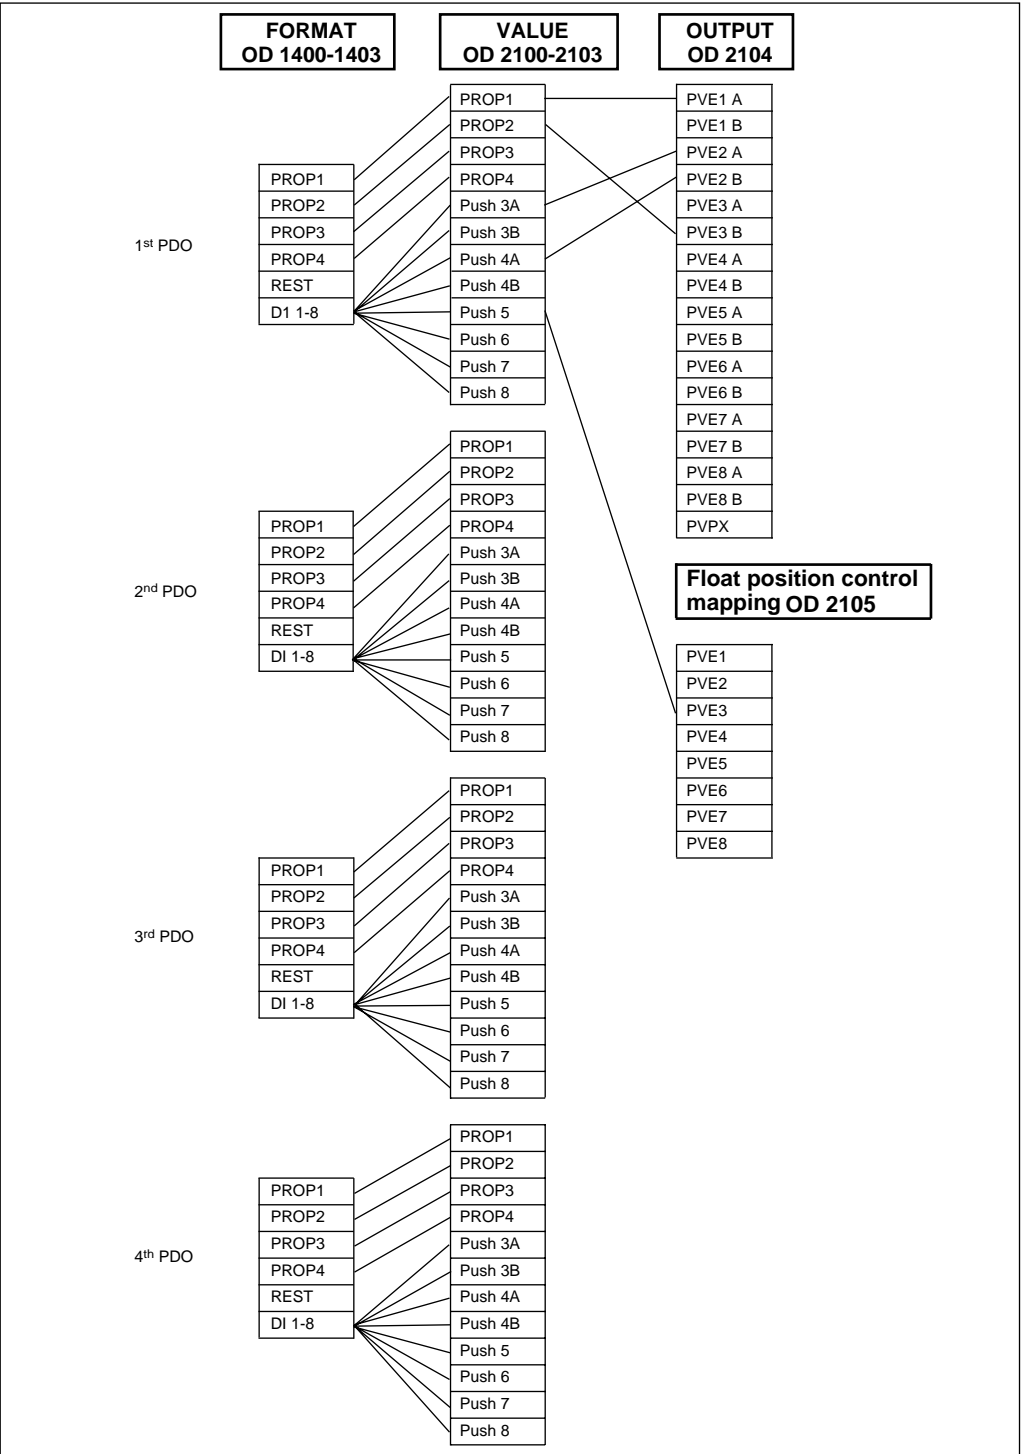 FORMAT
OD 1400-1403
VALUE
OD 2100-2103
OUTPUT
OD 2104
1st PDO
PROP1
PROP2
PROP3
PROP4
REST
D1 1-8
PROP1
PROP2
PROP3
PROP4
Push 3A
Push 3B
Push 4A
Push 4B
Push 5
Push 6
Push 7
Push 8
PVE1 A
PVE1 B
PVE2 A
PVE2 B
PVE3 A
PVE3 B
PVE4 A
PVE4 B
PVE5 A
PVE5 B
PVE6 A
PVE6 B
PVE7 A
PVE7 B
PVE8 A
PVE8 B
PVPX
2nd PDO
PROP1
PROP2
PROP3
PROP4
REST
DI 1-8
PROP1
PROP2
PROP3
PROP4
Push 3A
Push 3B
Push 4A
Push 4B
Push 5
Push 6
Push 7
Push 8
Float position control
mapping OD 2105
PVE1
PVE2
PVE3
PVE4
PVE5
PVE6
PVE7
PVE8
3rd PDO
PROP1
PROP2
PROP3
PROP4
REST
DI 1-8
PROP1
PROP2
PROP3
PROP4
Push 3A
Push 3B
Push 4A
Push 4B
Push 5
Push 6
Push 7
Push 8
4th PDO
PROP1
PROP2
PROP3
PROP4
REST
DI 1-8
PROP1
PROP2
PROP3
PROP4
Push 3A
Push 3B
Push 4A
Push 4B
Push 5
Push 6
Push 7
Push 8